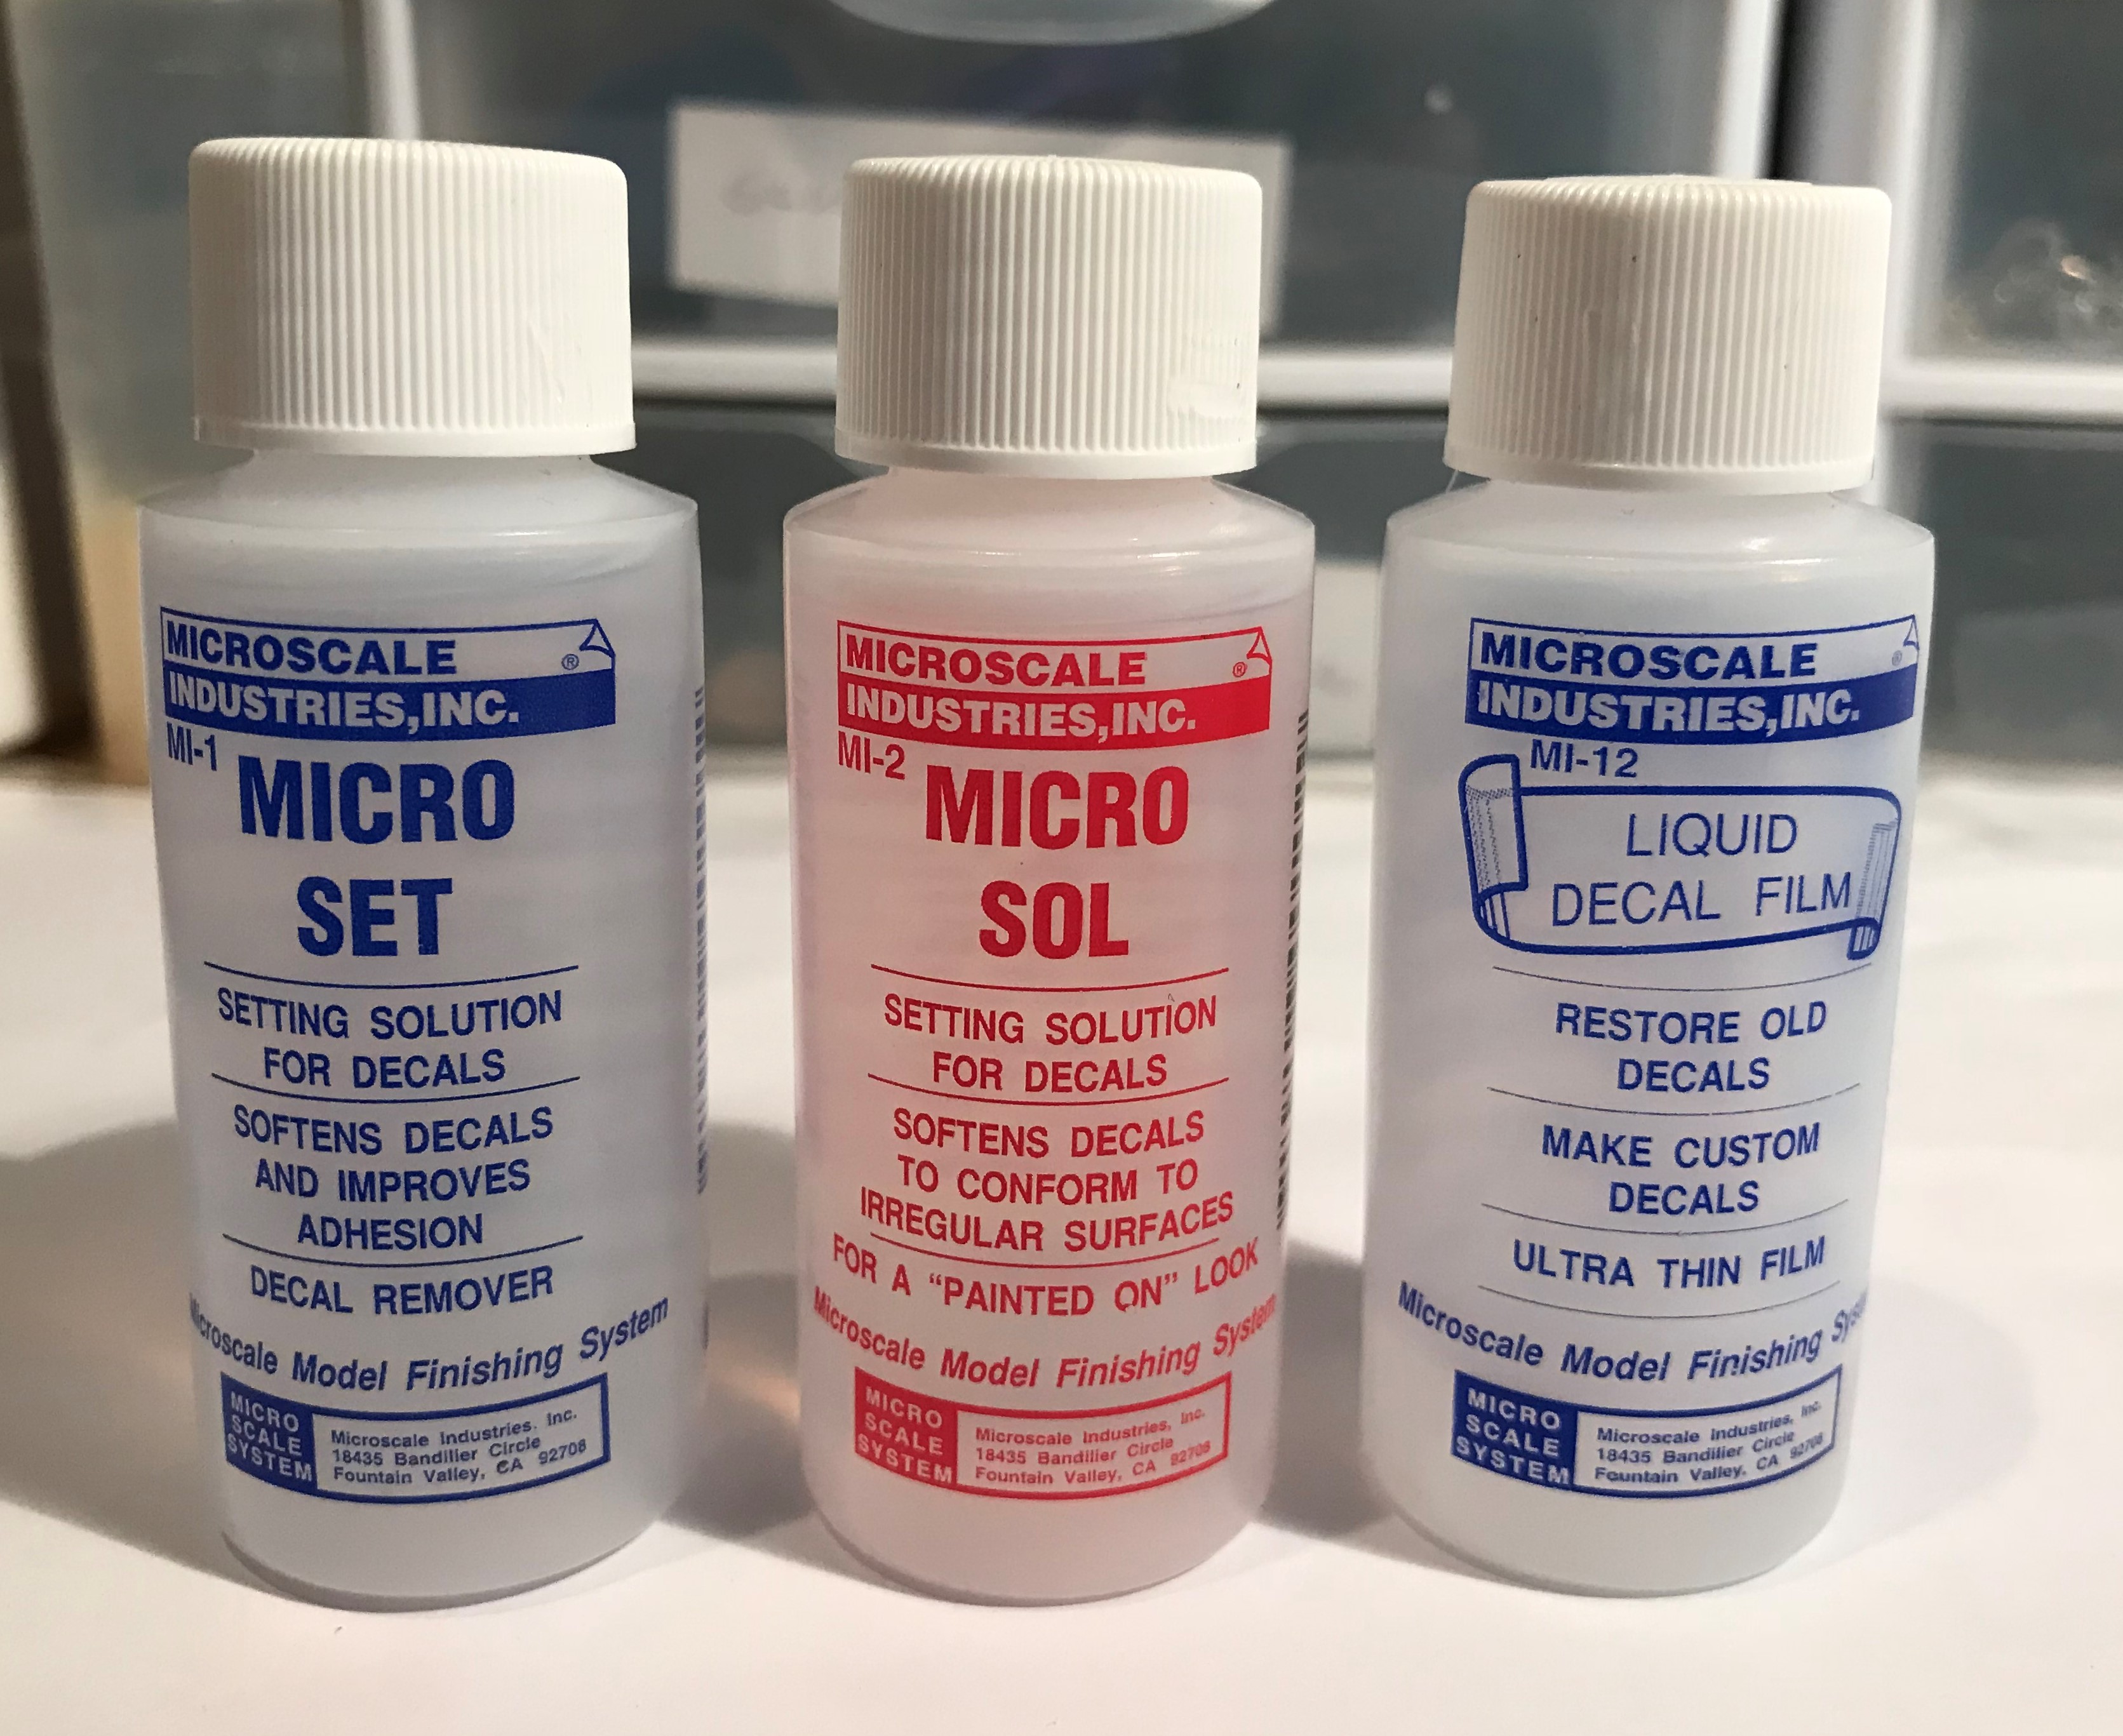 MICROSCALE ®
INDUSTRIES,INC.
MI-1
MICRO
SET
SETTING SOLUTION
FOR DECALS
SOFTENS DECALS
AND IMPROVES
ADHESION
DECAL REMOVER
Microscale Model Finishing System
MICRO
SCALE
SYSTEM
Microscale Industries, Inc.
18435 Bandilier Circle
Fountain Valley, CA 92708
MICROSCALE ®
INDUSTRIES,INC.
MI-2
MICRO
SOL
SETTING SOLUTION
FOR DECALS
SOFTENS DECALS
TO CONFORM TO
IRREGULAR SURFACES
FOR A “PAINTED ON” LOOK
Microscale Model Finishing System
MICRO
SCALE
SYSTEM
Microscale Industries, Inc.
18435 Bandilier Circle
Fountain Valley, CA 92708
MICROSCALE ®
INDUSTRIES,INC.
MI-12
LIQUID
DECAL FILM
RESTORE OLD
DECALS
MAKE CUSTOM
DECALS
ULTRA THIN FILM
Microscale Model Finishing
MICRO
SCALE
SYSTEM
Microscale Industries, Inc.
18435 Bandilier Circle
Fountain Valley, CA 92708